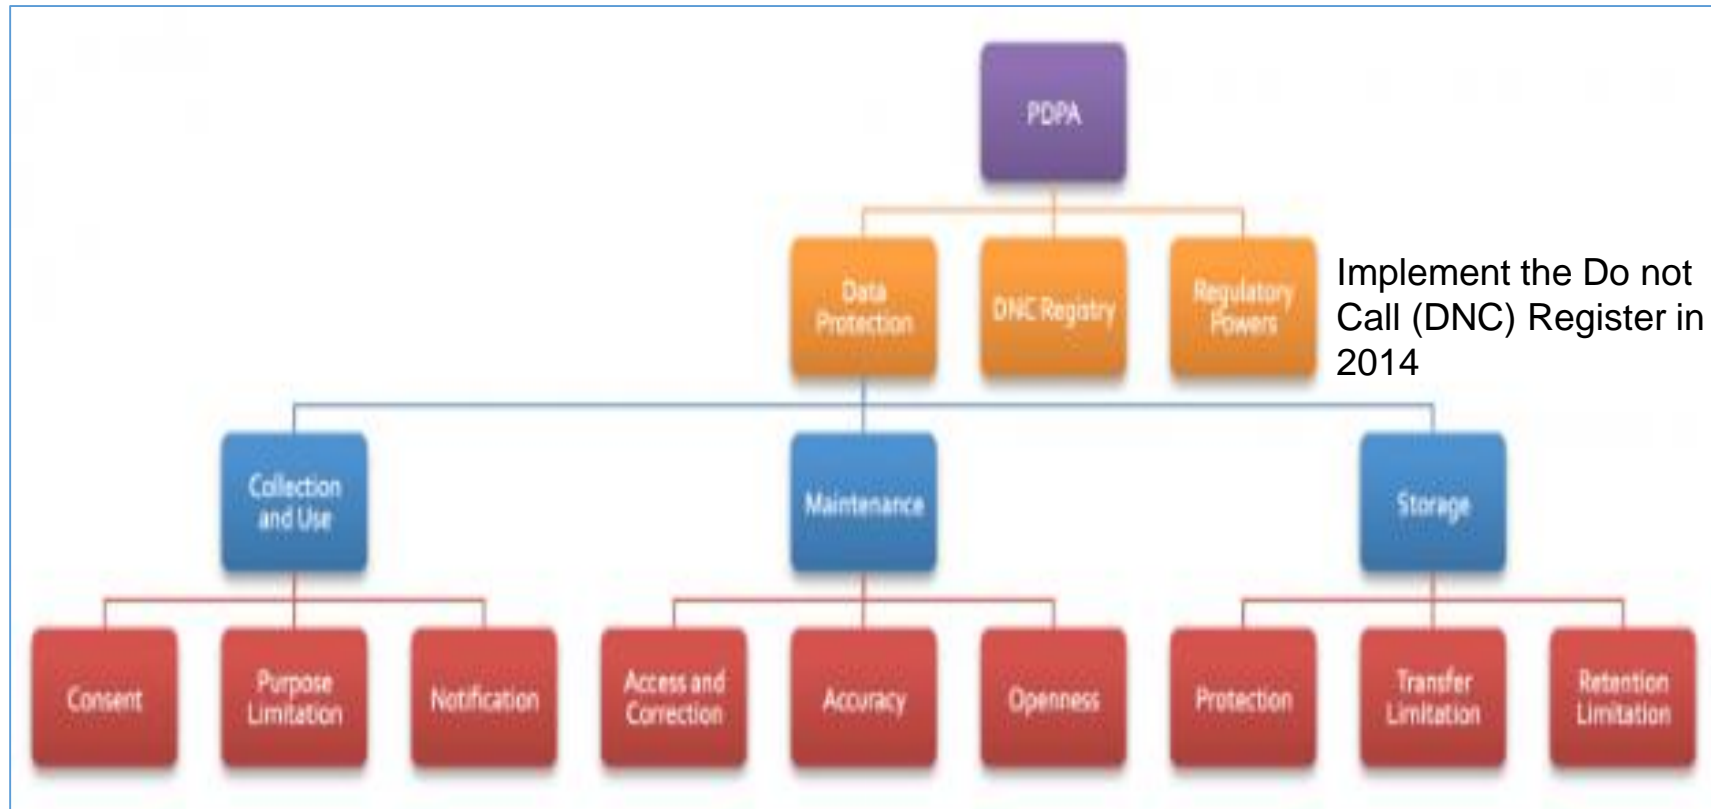 PDPA
Data
Protection
DNC Registry
Regulatory
Powers
Implement the Do not
Call (DNC) Register in
2014
Collection
and Use
Maintenance
Storage
Consent
Purpose
Limitation
Notification
Access and
Correction
Accuracy
Openness
Protection
Transfer
Limitation
Retention
Limitation